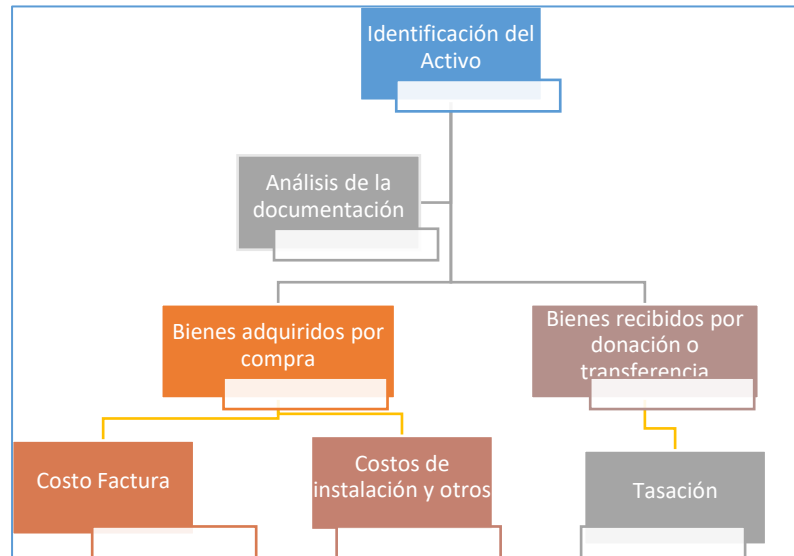 Identificación del
Activo
Análisis de la
documentación
Bienes adquiridos por
compra
Bienes recibidos por
donación o
transferencia
Costo Factura
Costos de
instalación y otros
Tasación